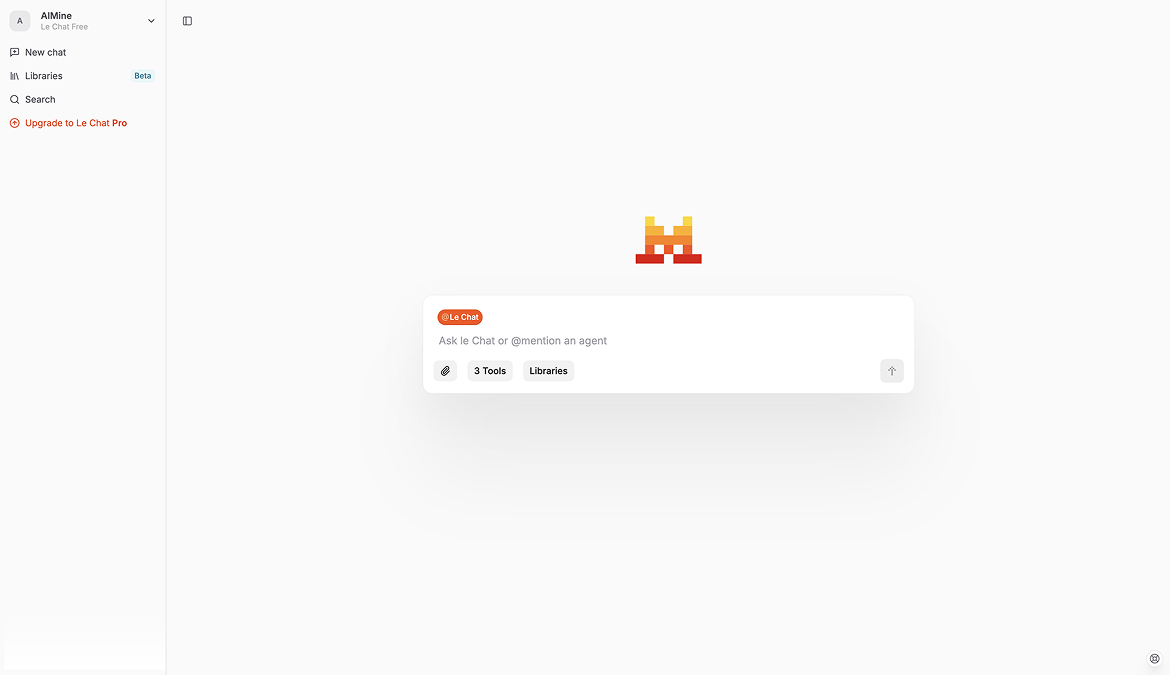 A
AIMine
Le Chat Free
New chat
Libraries
Beta
Search
Upgrade to Le Chat Pro
@Le Chat
Ask le Chat or @mention an agent
3 Tools
Libraries